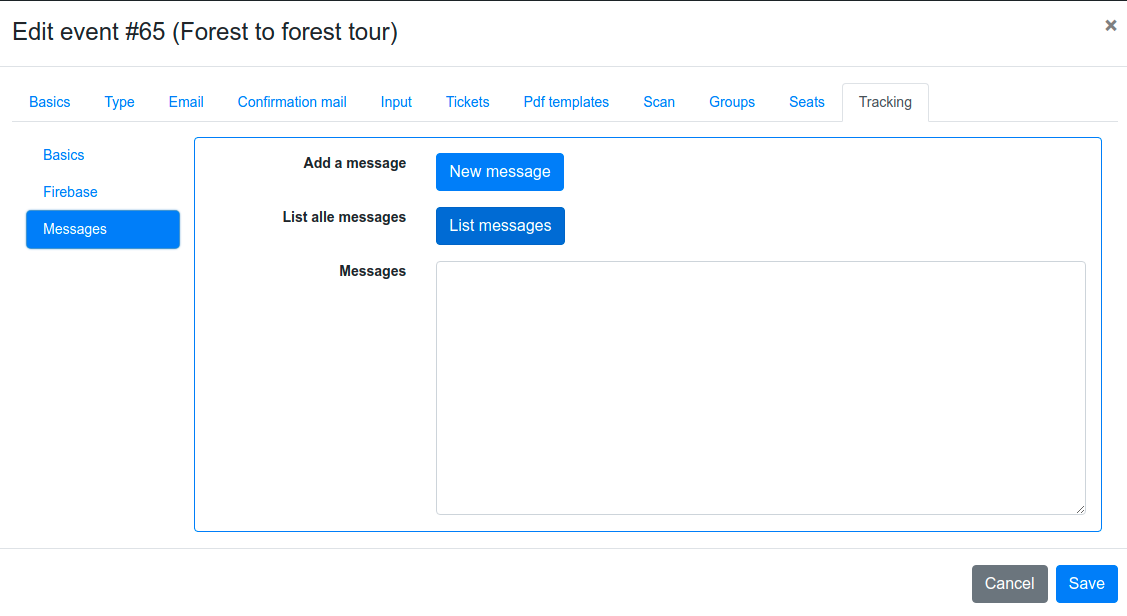 Edit event #65 (Forest to forest tour)
×
Basics Type Email Confirmation mail Input Tickets Pdf templates Scan Groups Seats Tracking
Basics
Firebase
Messages
Add a message New message
List alle messages List messages
Messages
Cancel Save